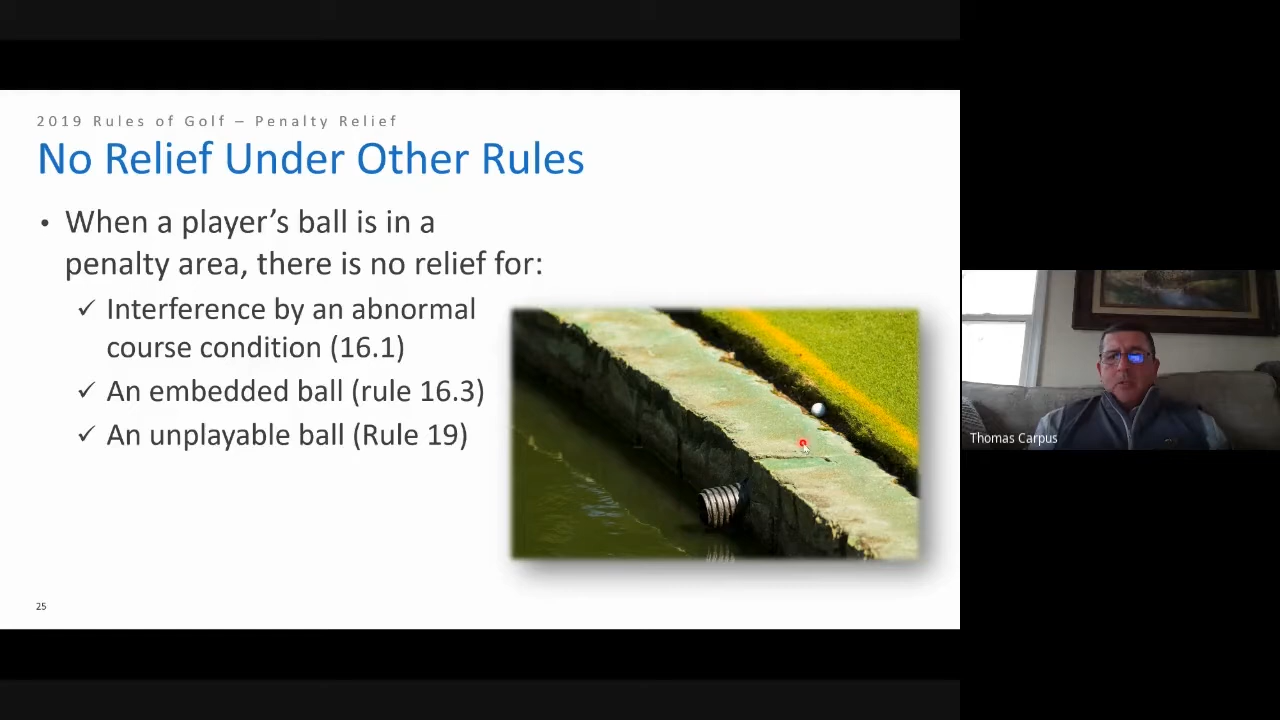 2019 Rules of Golf – Penalty Relief
No Relief Under Other Rules
• When a player’s ball is in a
penalty area, there is no relief for:
✓ Interference by an abnormal
course condition (16.1)
✓ An embedded ball (rule 16.3)
✓ An unplayable ball (Rule 19)
25
Thomas Carpus